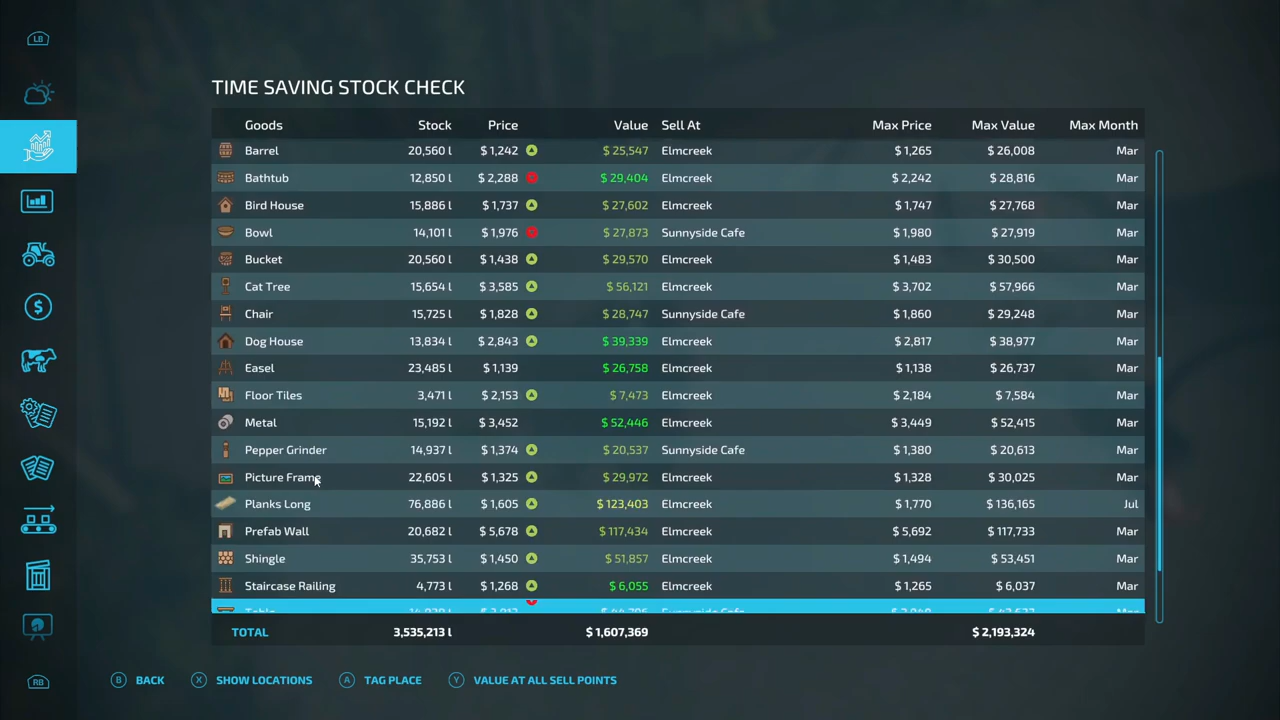 LB
TIME SAVING STOCK CHECK
Goods Stock Price Value Sell At Max Price Max Value Max Month
Barrel 20,560 l $ 1,242 $ 25,547 Elmcreek $ 1,265 $ 26,008 Mar
Bathtub 12,850 l $ 2,288 $ 29,404 Elmcreek $ 2,242 $ 28,816 Mar
Bird House 15,886 l $ 1,737 $ 27,602 Elmcreek $ 1,747 $ 27,768 Mar
Bowl 14,101 l $ 1,976 $ 27,873 Sunnyside Cafe $ 1,980 $ 27,919 Mar
Bucket 20,560 l $ 1,438 $ 29,570 Elmcreek $ 1,483 $ 30,500 Mar
Cat Tree 15,654 l $ 3,585 $ 56,121 Elmcreek $ 3,702 $ 57,966 Mar
Chair 15,725 l $ 1,828 $ 28,747 Sunnyside Cafe $ 1,860 $ 29,248 Mar
Dog House 13,834 l $ 2,843 $ 39,339 Elmcreek $ 2,817 $ 38,977 Mar
Easel 23,485 l $ 1,139 $ 26,758 Elmcreek $ 1,138 $ 26,737 Mar
Floor Tiles 3,471 l $ 2,153 $ 7,473 Elmcreek $ 2,184 $ 7,584 Mar
Metal 15,192 l $ 3,452 $ 52,446 Elmcreek $ 3,449 $ 52,415 Mar
Pepper Grinder 14,937 l $ 1,374 $ 20,537 Sunnyside Cafe $ 1,380 $ 20,613 Mar
Picture Frame 22,605 l $ 1,325 $ 29,972 Elmcreek $ 1,328 $ 30,025 Mar
Planks Long 76,886 l $ 1,605 $ 123,403 Elmcreek $ 1,770 $ 136,165 Jul
Prefab Wall 20,682 l $ 5,678 $ 117,434 Elmcreek $ 5,692 $ 117,733 Mar
Shingle 35,753 l $ 1,450 $ 51,857 Elmcreek $ 1,494 $ 53,451 Mar
Staircase Railing 4,773 l $ 1,268 $ 6,055 Elmcreek $ 1,265 $ 6,037 Mar
Table Sunnyside Cafe Mar
TOTAL 3,535,213 l $ 1,607,369 $ 2,193,324
RB
B BACK X SHOW LOCATIONS A TAG PLACE Y VALUE AT ALL SELL POINTS